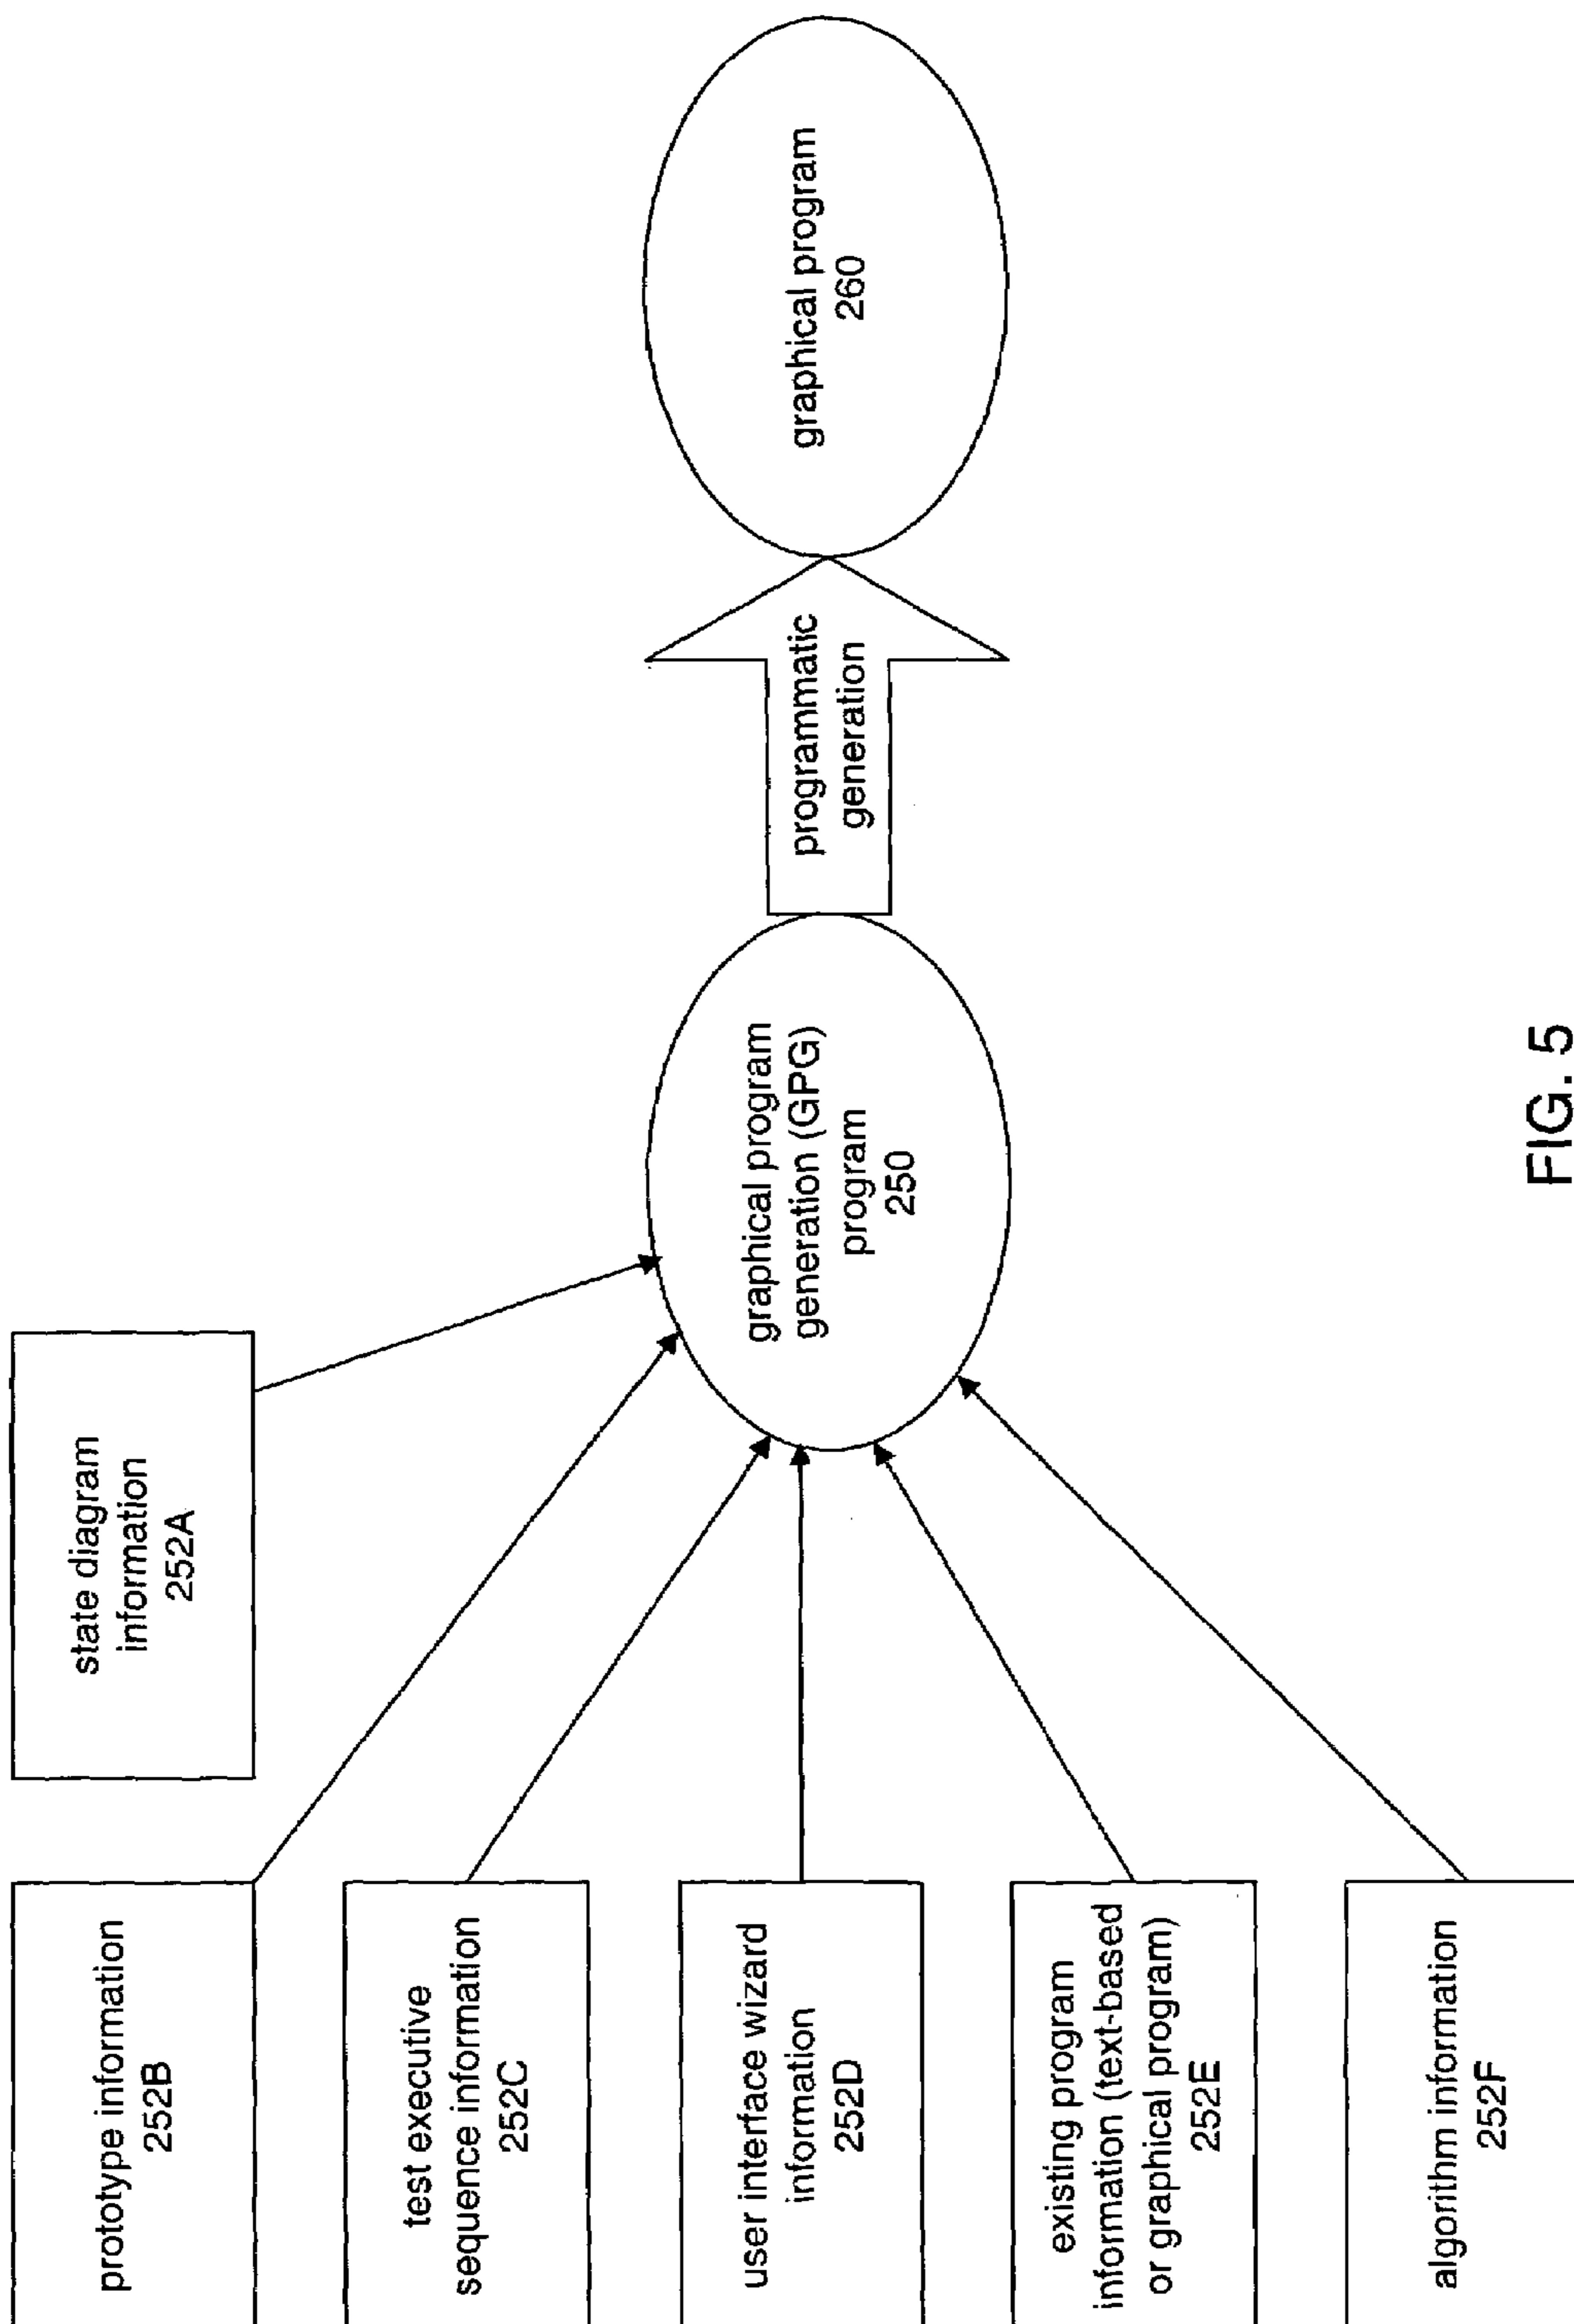 state diagram
information
252A
prototype information
252B
test executive
sequence information
252C
user interface wizard
information
252D
existing program
information (text-based
or graphical program)
252E
algorithm information
252F
graphical program
generation (GPG)
program
250
programmatic
generation
graphical program
260
FIG. 5